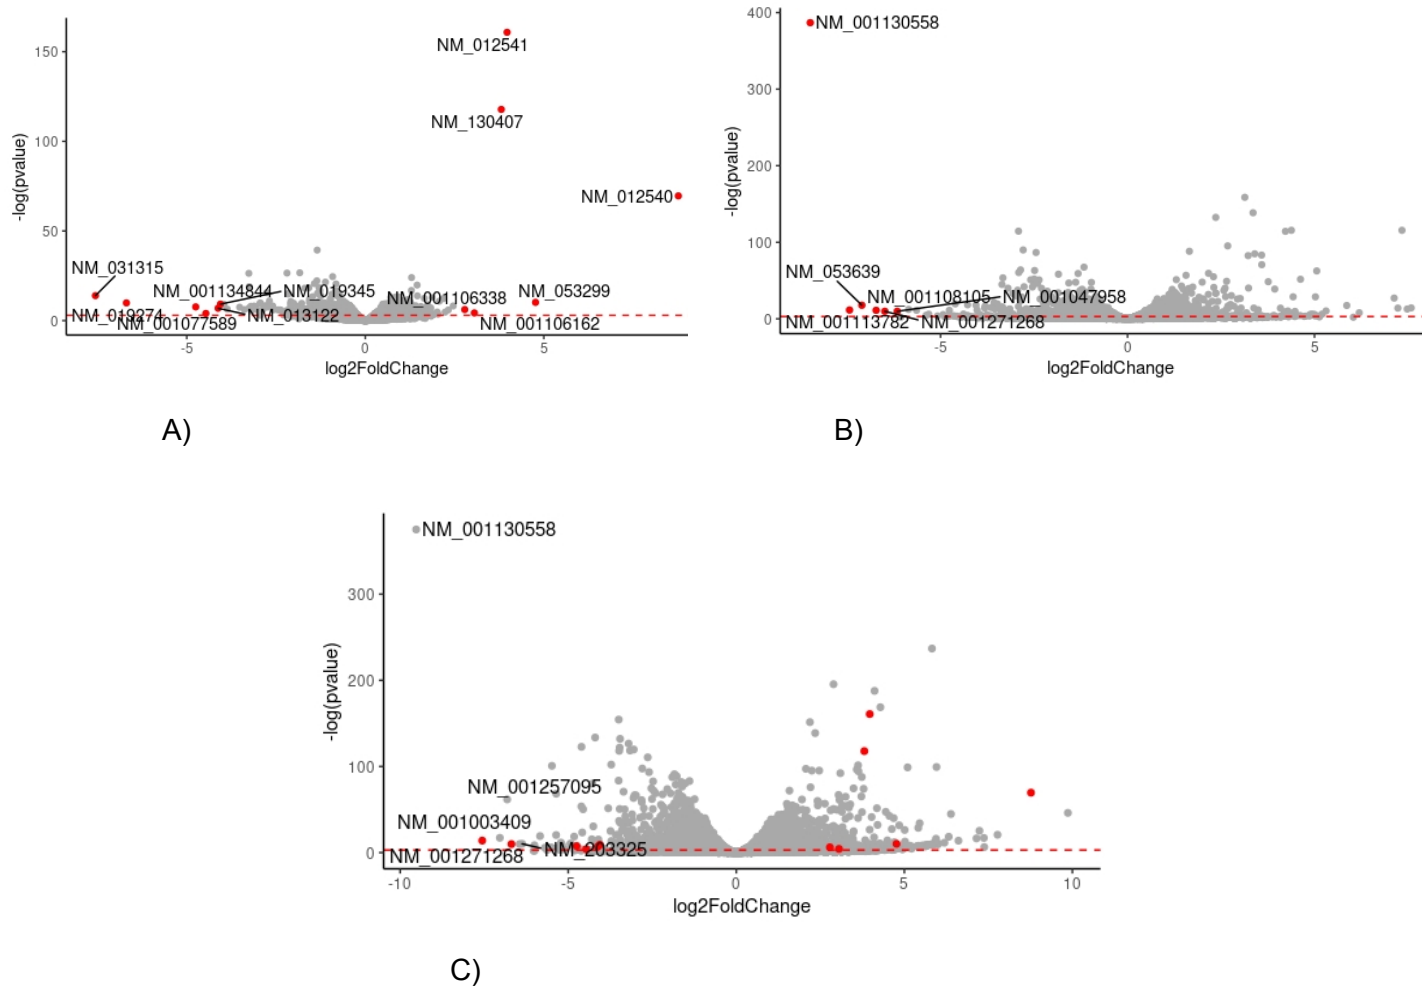 NM_012541
150
NM_130407
100
NM_012540
50
NM_031315
NM_001134844
NM_019345
NM_001106338
NM_053299
NM_019274
NM_013122
NM_001077589
NM_001106162
0
-5
0
5
-log(pvalue)
log2FoldChange
A)
400
NM_001130558
300
200
100
NM_053639
NM_001108105
NM_001047958
NM_001113782
NM_001271268
0
-5
0
5
-log(pvalue)
log2FoldChange
B)
NM_001130558
300
200
100
NM_001257095
NM_001003409
NM_001271268
NM_203325
0
-10
-5
0
5
10
-log(pvalue)
log2FoldChange
C)